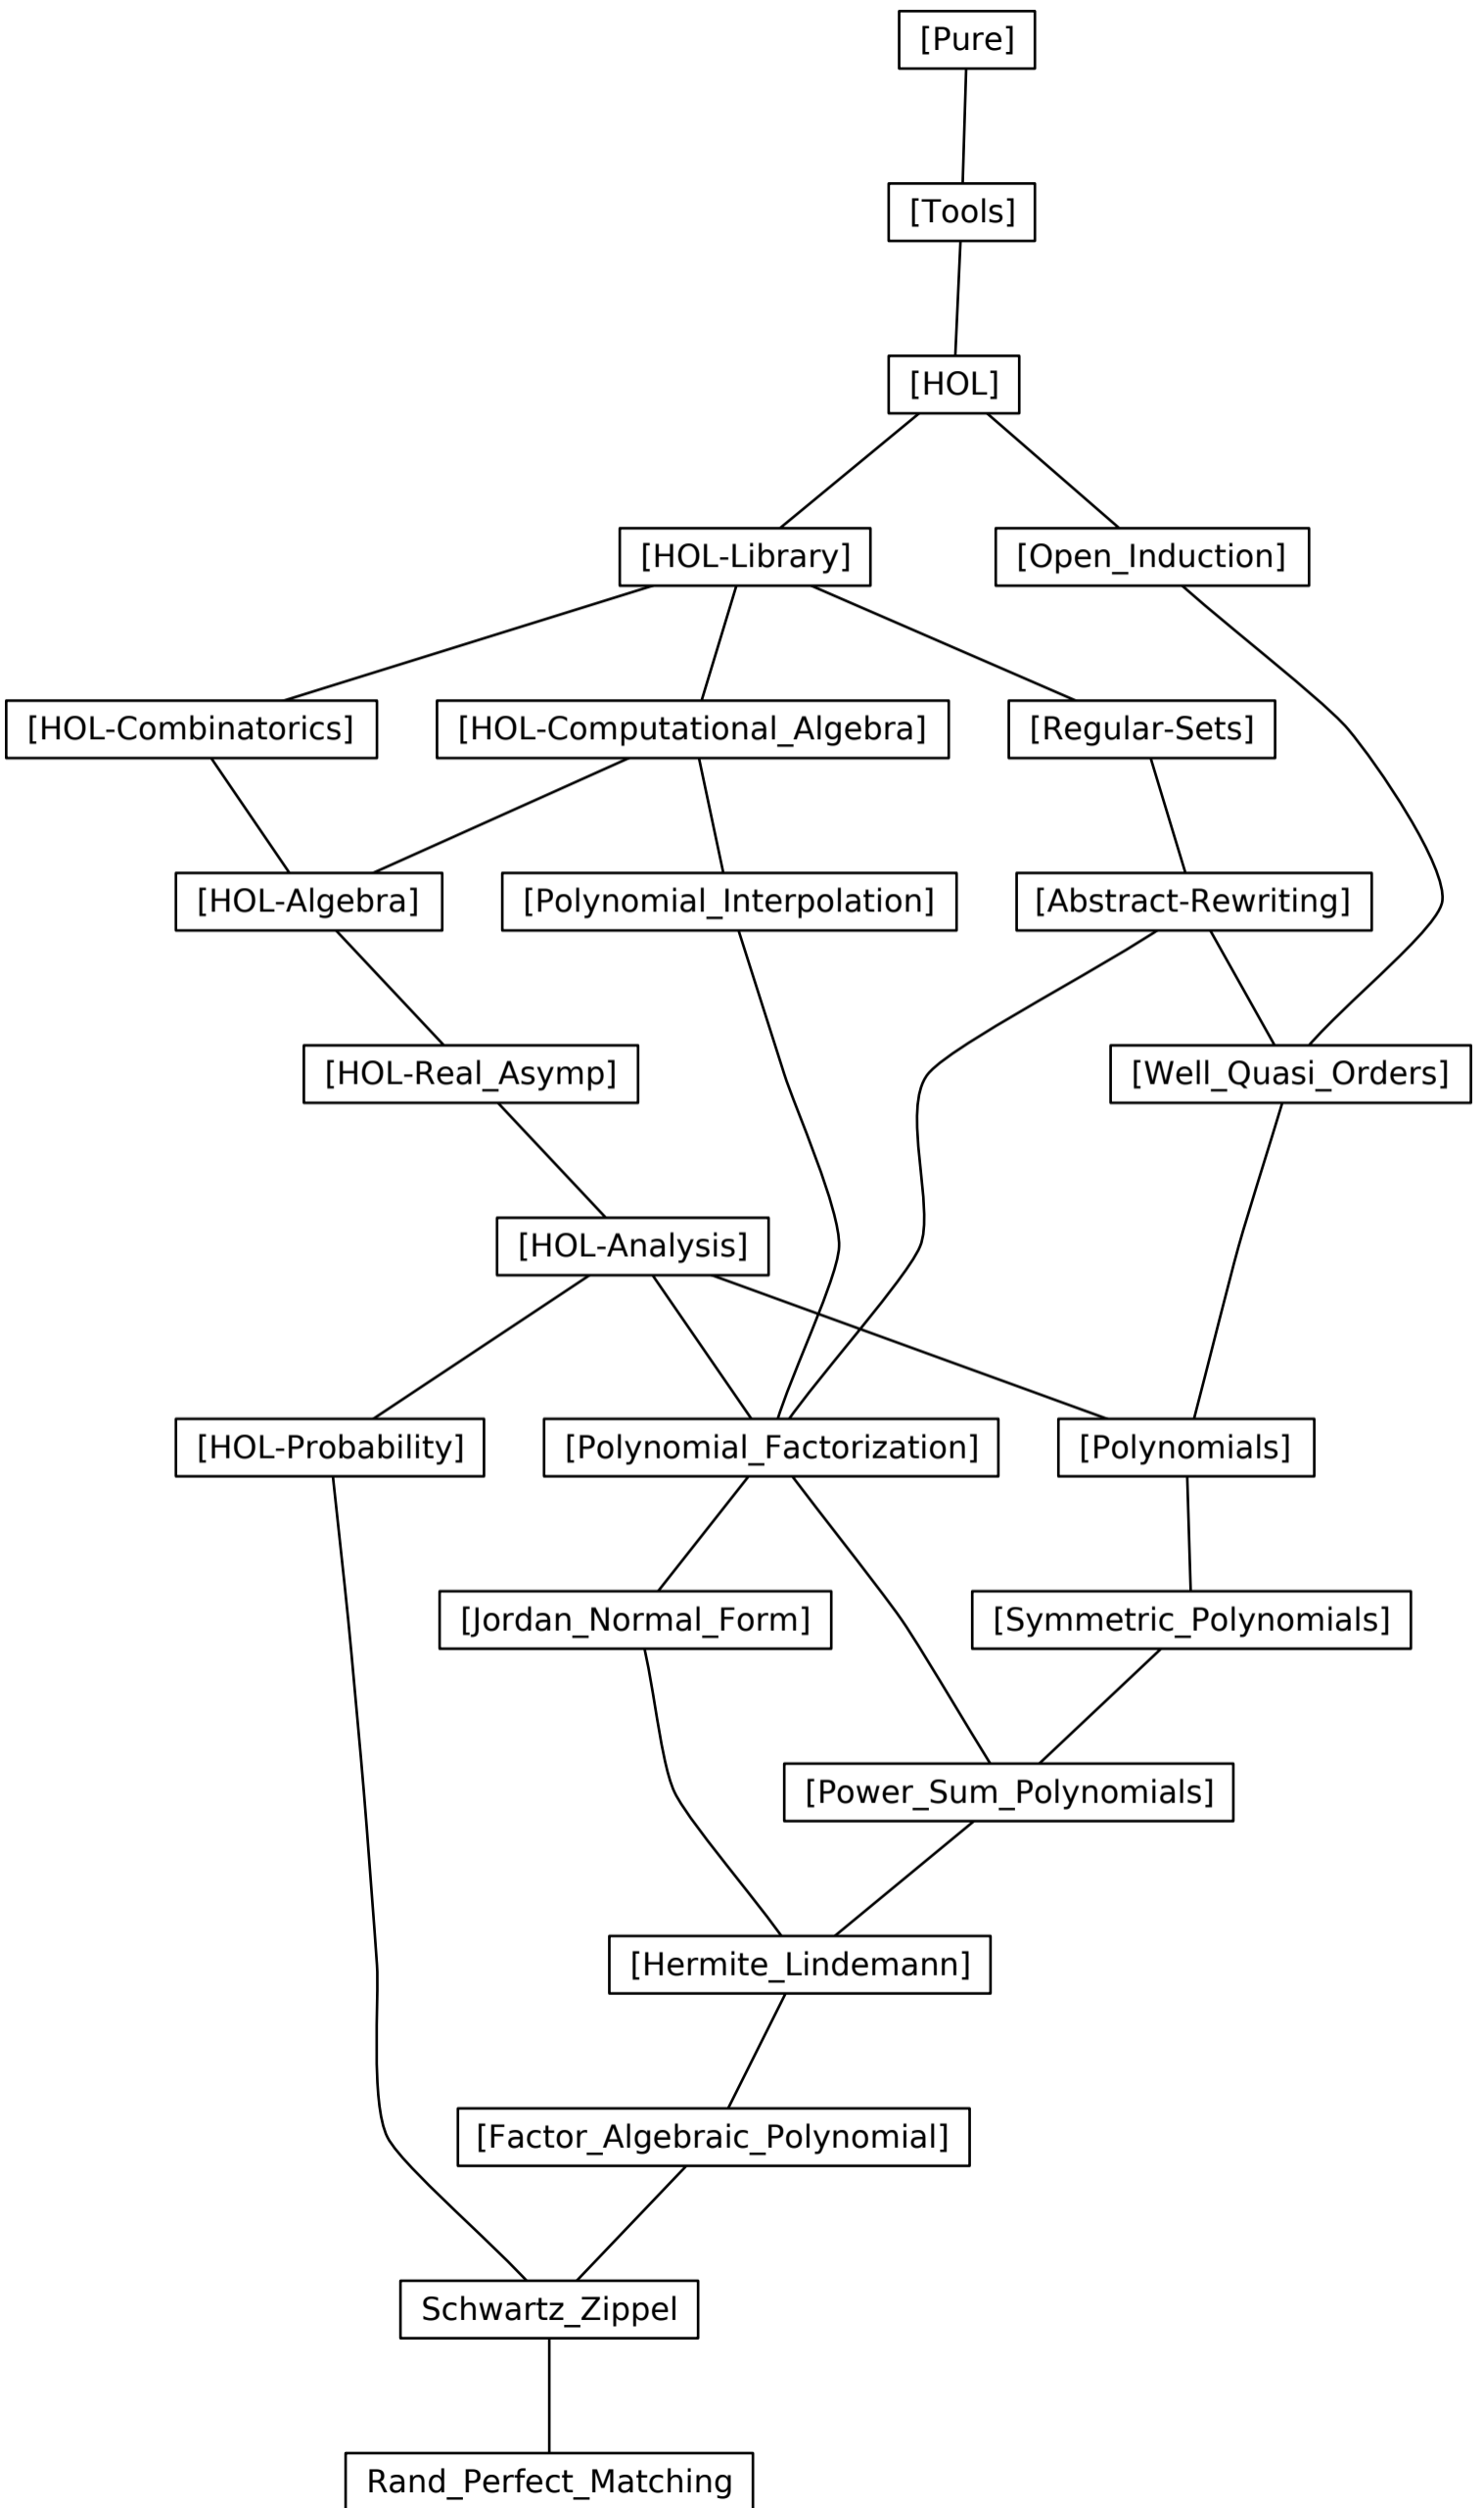 [Pure]
[Tools]
[HOL]
[HOL-Library]
[Open_Induction]
[HOL-Combinatorics]
[HOL-Computational_Algebra]
[Regular-Sets]
[HOL-Algebra]
[Polynomial_Interpolation]
[Abstract-Rewriting]
[HOL-Real_Asymp]
[Well_Quasi_Orders]
[HOL-Analysis]
[HOL-Probability]
[Polynomial_Factorization]
[Polynomials]
[Jordan_Normal_Form]
[Symmetric_Polynomials]
[Power_Sum_Polynomials]
[Hermite_Lindemann]
[Factor_Algebraic_Polynomial]
Schwartz_Zippel
Rand_Perfect_Matching